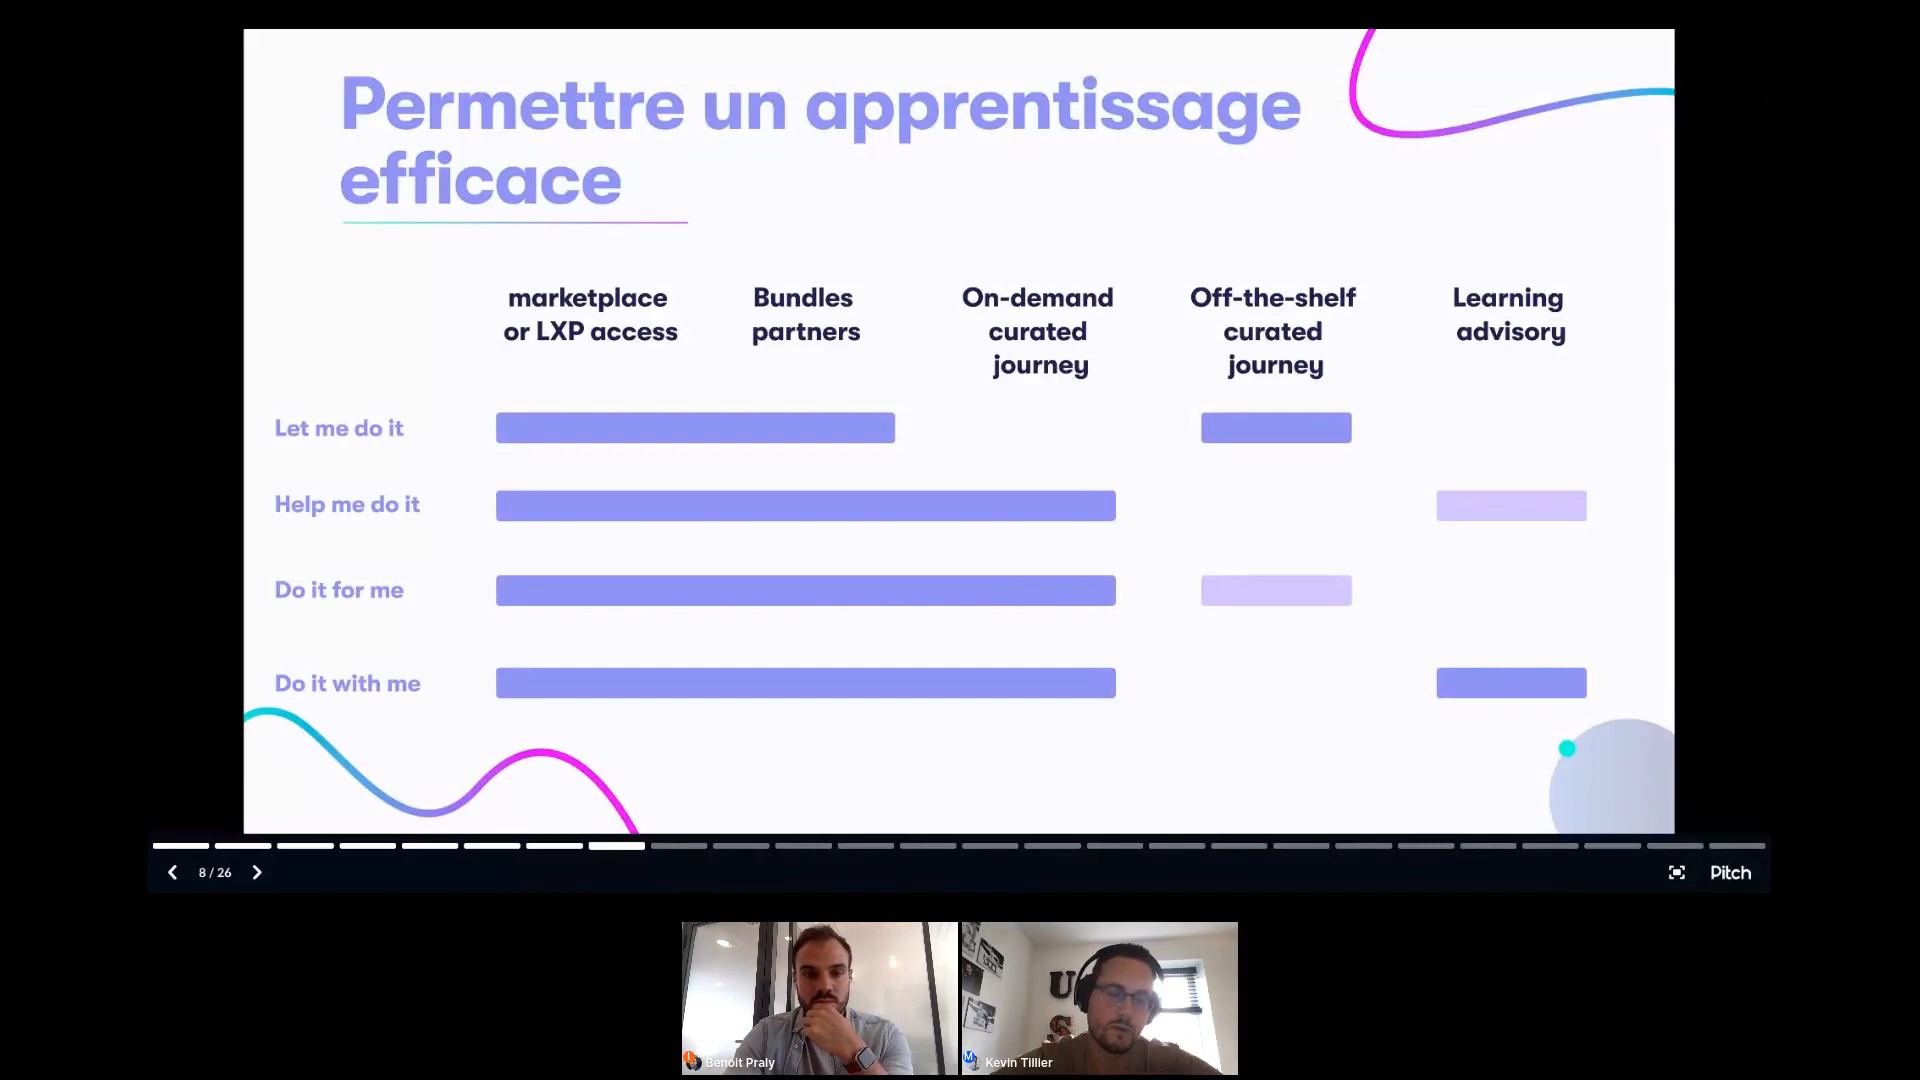 Permettre un apprentissage
efficace
marketplace
or LXP access
Bundles
partners
On-demand
curated
journey
Off-the-shelf
curated
journey
Learning
advisory
Let me do it
Help me do it
Do it for me
Do it with me
8 / 26
Pitch
U
S
Benoit Praly
Kevin Tillier